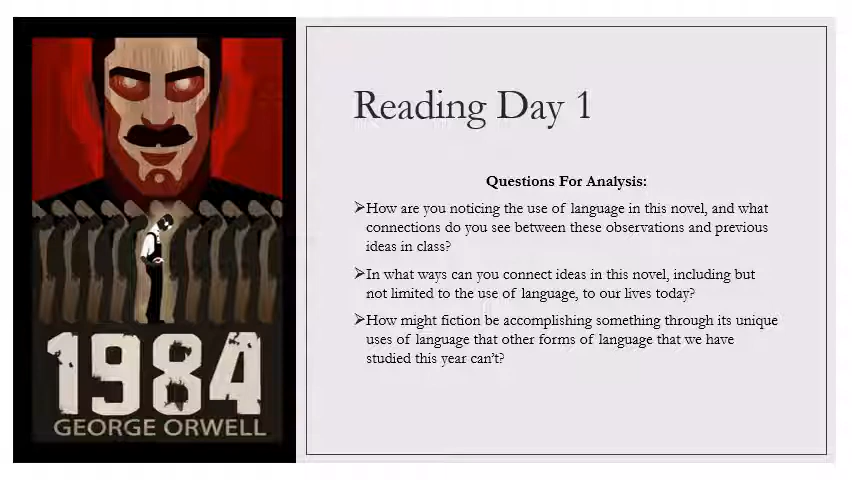 1984
GEORGE ORWELL
Reading Day 1
Questions For Analysis:
➢How are you noticing the use of language in this novel, and what
connections do you see between these observations and previous
ideas in class?
➢In what ways can you connect ideas in this novel, including but
not limited to the use of language, to our lives today?
➢How might fiction be accomplishing something through its unique
uses of language that other forms of language that we have
studied this year can't?